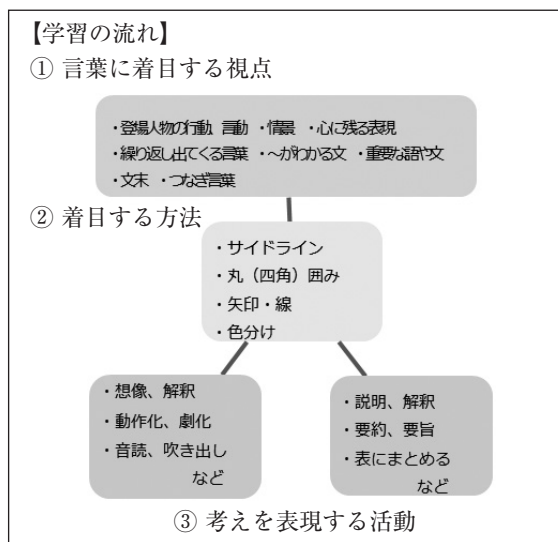 【学習の流れ】
① 言葉に着目する視点
・登場人物の行動、言動 ・情景 ・心に残る表現
・繰り返し出てくる言葉 ・～がわかる文 ・重要な語や文
・文末 ・つなぎ言葉
② 着目する方法
・サイドライン
・丸（四角）囲み
・矢印・線
・色分け
・想像、解釈
・動作化、劇化
・音読、吹き出し
など
・説明、解釈
・要約、要旨
・表にまとめる
など
③ 考えを表現する活動